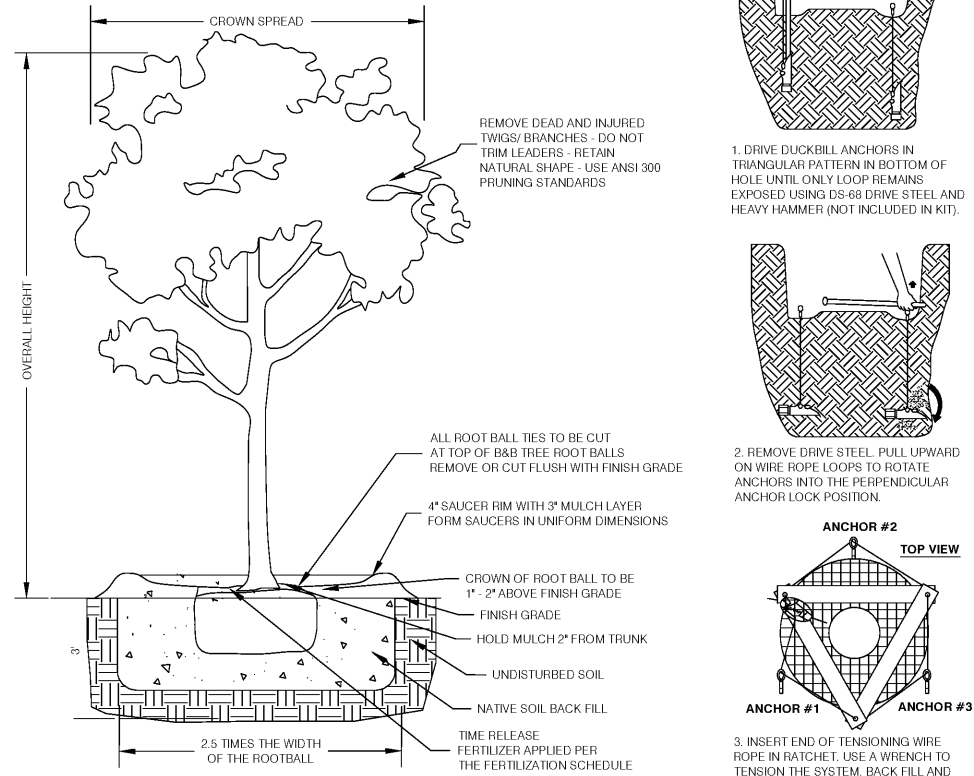 CROWN SPREAD
OVERALL HEIGHT
REMOVE DEAD AND INJURED
TWIGS/ BRANCHES - DO NOT
TRIM LEADERS - RETAIN
NATURAL SHAPE - USE ANSI 300
PRUNING STANDARDS
ALL ROOT BALL TIES TO BE CUT
AT TOP OF B&B TREE ROOT BALLS
REMOVE OR CUT FLUSH WITH FINISH GRADE
4" SAUCER RIM WITH 3" MULCH LAYER
FORM SAUCERS IN UNIFORM DIMENSIONS
CROWN OF ROOT BALL TO BE
1" - 2" ABOVE FINISH GRADE
FINISH GRADE
HOLD MULCH 2" FROM TRUNK
UNDISTURBED SOIL
NATIVE SOIL BACK FILL
TIME RELEASE
FERTILIZER APPLIED PER
THE FERTILIZATION SCHEDULE
3'
2.5 TIMES THE WIDTH
OF THE ROOTBALL
1. DRIVE DUCKBILL ANCHORS IN
TRIANGULAR PATTERN IN BOTTOM OF
HOLE UNTIL ONLY LOOP REMAINS
EXPOSED USING DS-68 DRIVE STEEL AND
HEAVY HAMMER (NOT INCLUDED IN KIT).
2. REMOVE DRIVE STEEL. PULL UPWARD
ON WIRE ROPE LOOPS TO ROTATE
ANCHORS INTO THE PERPENDICULAR
ANCHOR LOCK POSITION.
ANCHOR #2
TOP VIEW
ANCHOR #1
ANCHOR #3
3. INSERT END OF TENSIONING WIRE
ROPE IN RATCHET. USE A WRENCH TO
TENSION THE SYSTEM. BACK FILL AND